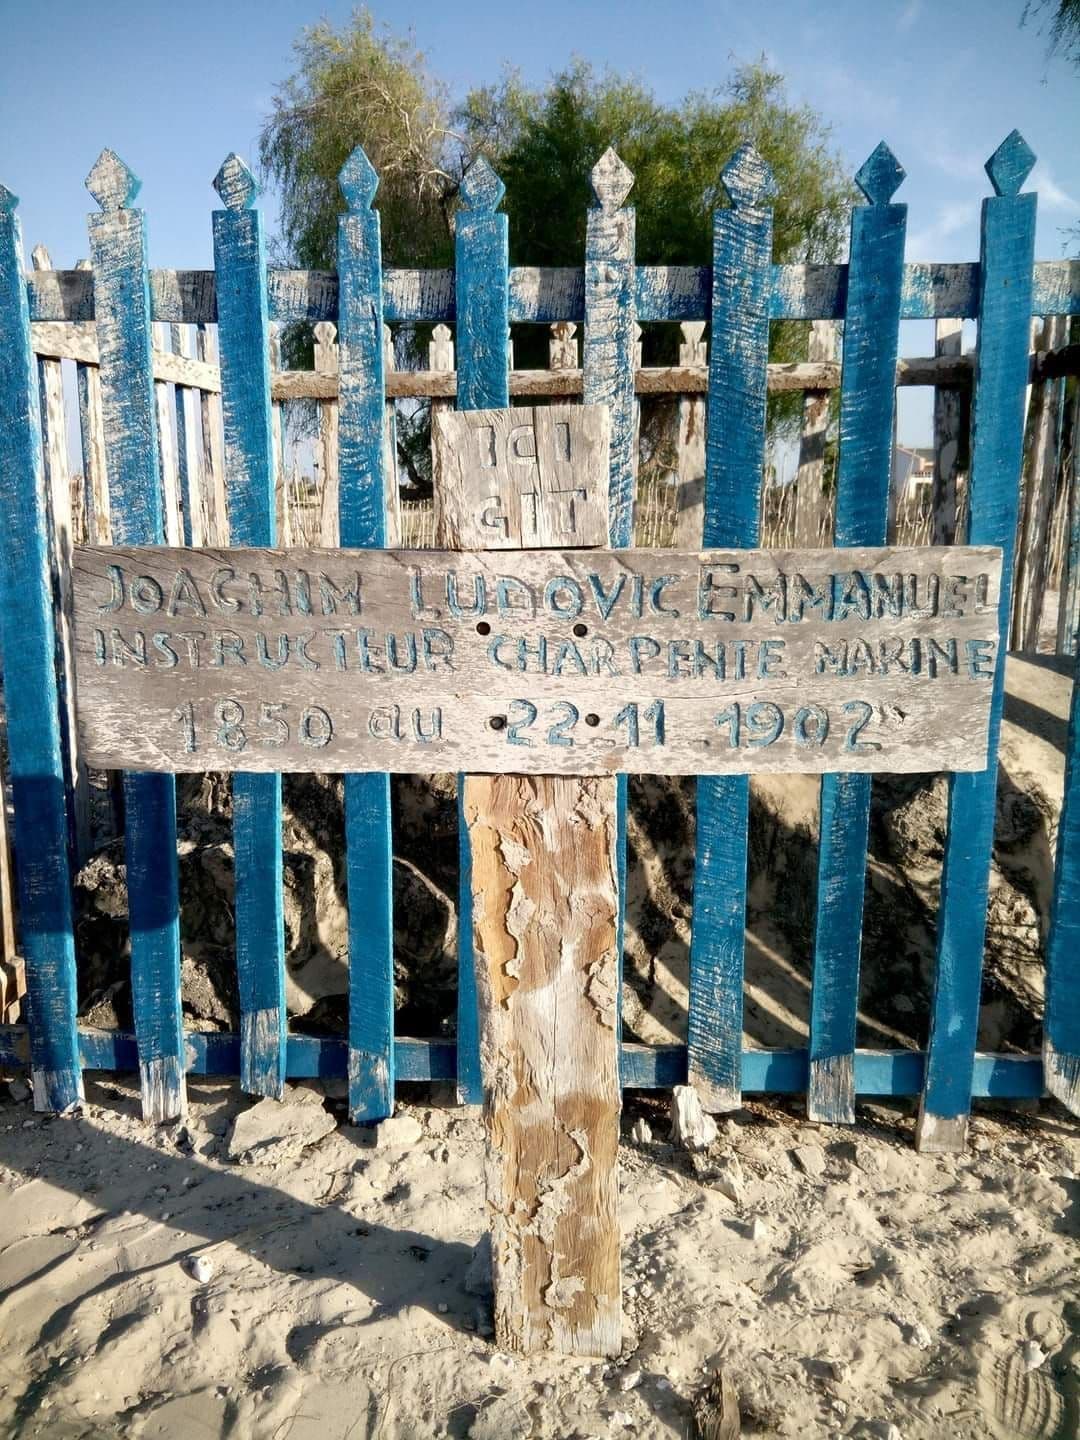 ICI
GIT
JOACHIM LUDOVIC EMMANUEL
INSTRUCTEUR CHARPENTE MARINE
1850 au 22.11.1902